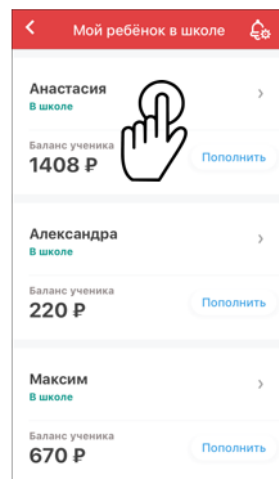 Мой ребёнок в школе
Анастасия
В школе
Баланс ученика
1408 ₽
Пополнить
Александра
В школе
Баланс ученика
220 ₽
Пополнить
Максим
В школе
Баланс ученика
670 ₽
Пополнить